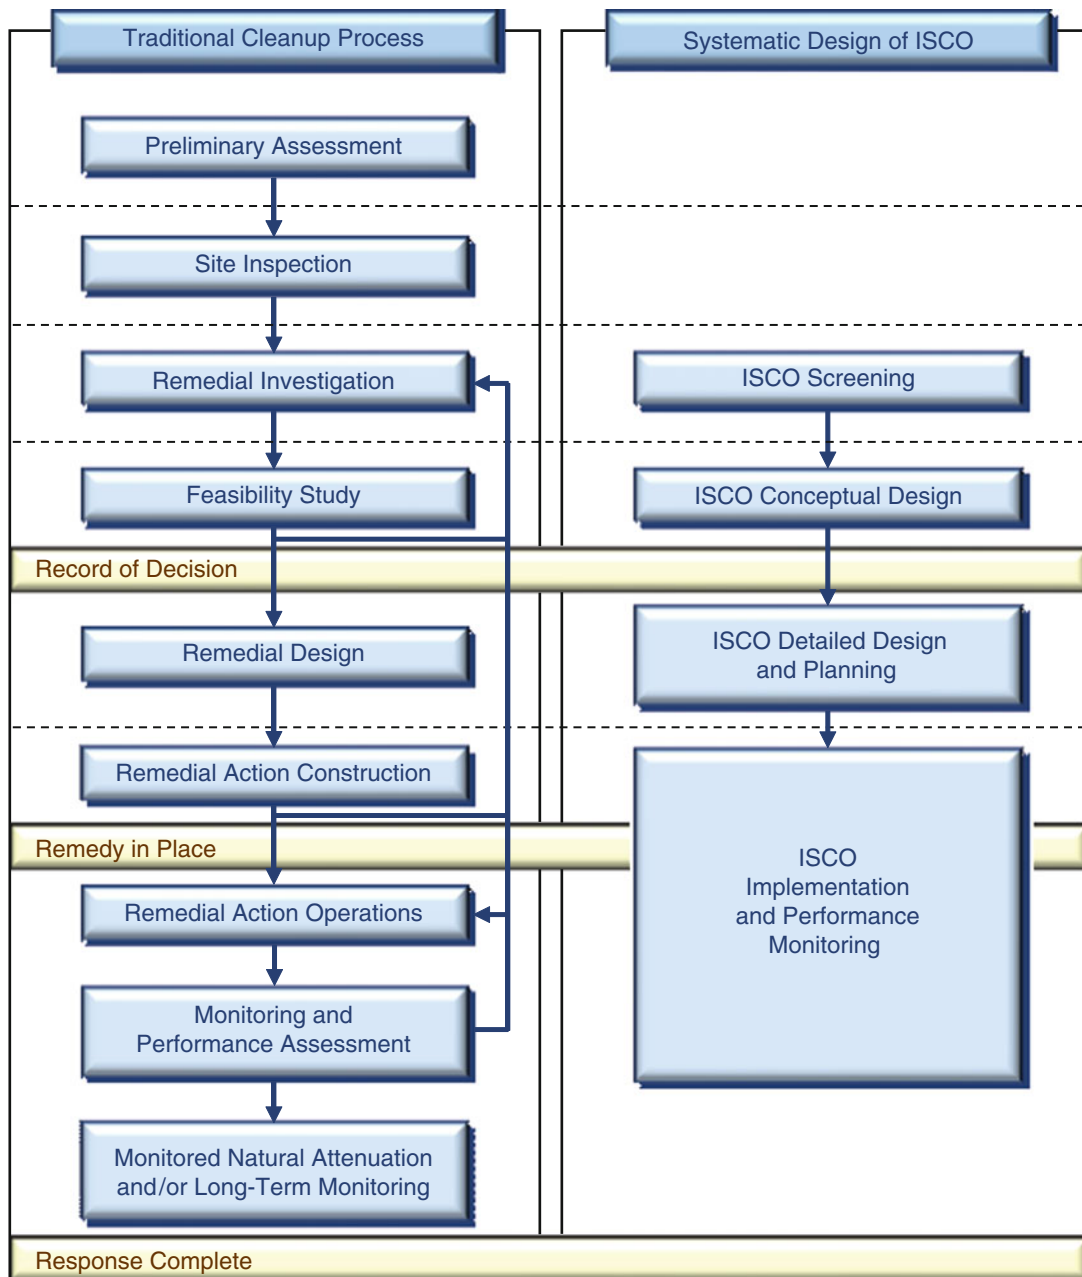 Traditional Cleanup Process
Systematic Design of ISCO
Preliminary Assessment
Site Inspection
Remedial Investigation
ISCO Screening
Feasibility Study
ISCO Conceptual Design
Record of Decision
Remedial Design
ISCO Detailed Design
and Planning
Remedial Action Construction
Remedy in Place
ISCO
Implementation
and Performance
Monitoring
Remedial Action Operations
Monitoring and
Performance Assessment
Monitored Natural Attenuation
and/or Long-Term Monitoring
Response Complete